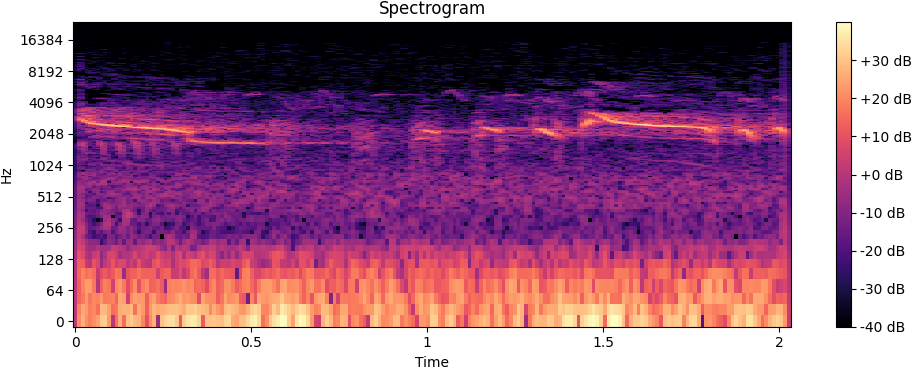 Spectrogram
16384
8192
4096
2048
1024
512
256
128
64
0
Hz
0
0.5
1
1.5
2
Time
+30 dB
+20 dB
+10 dB
+0 dB
-10 dB
-20 dB
-30 dB
-40 dB